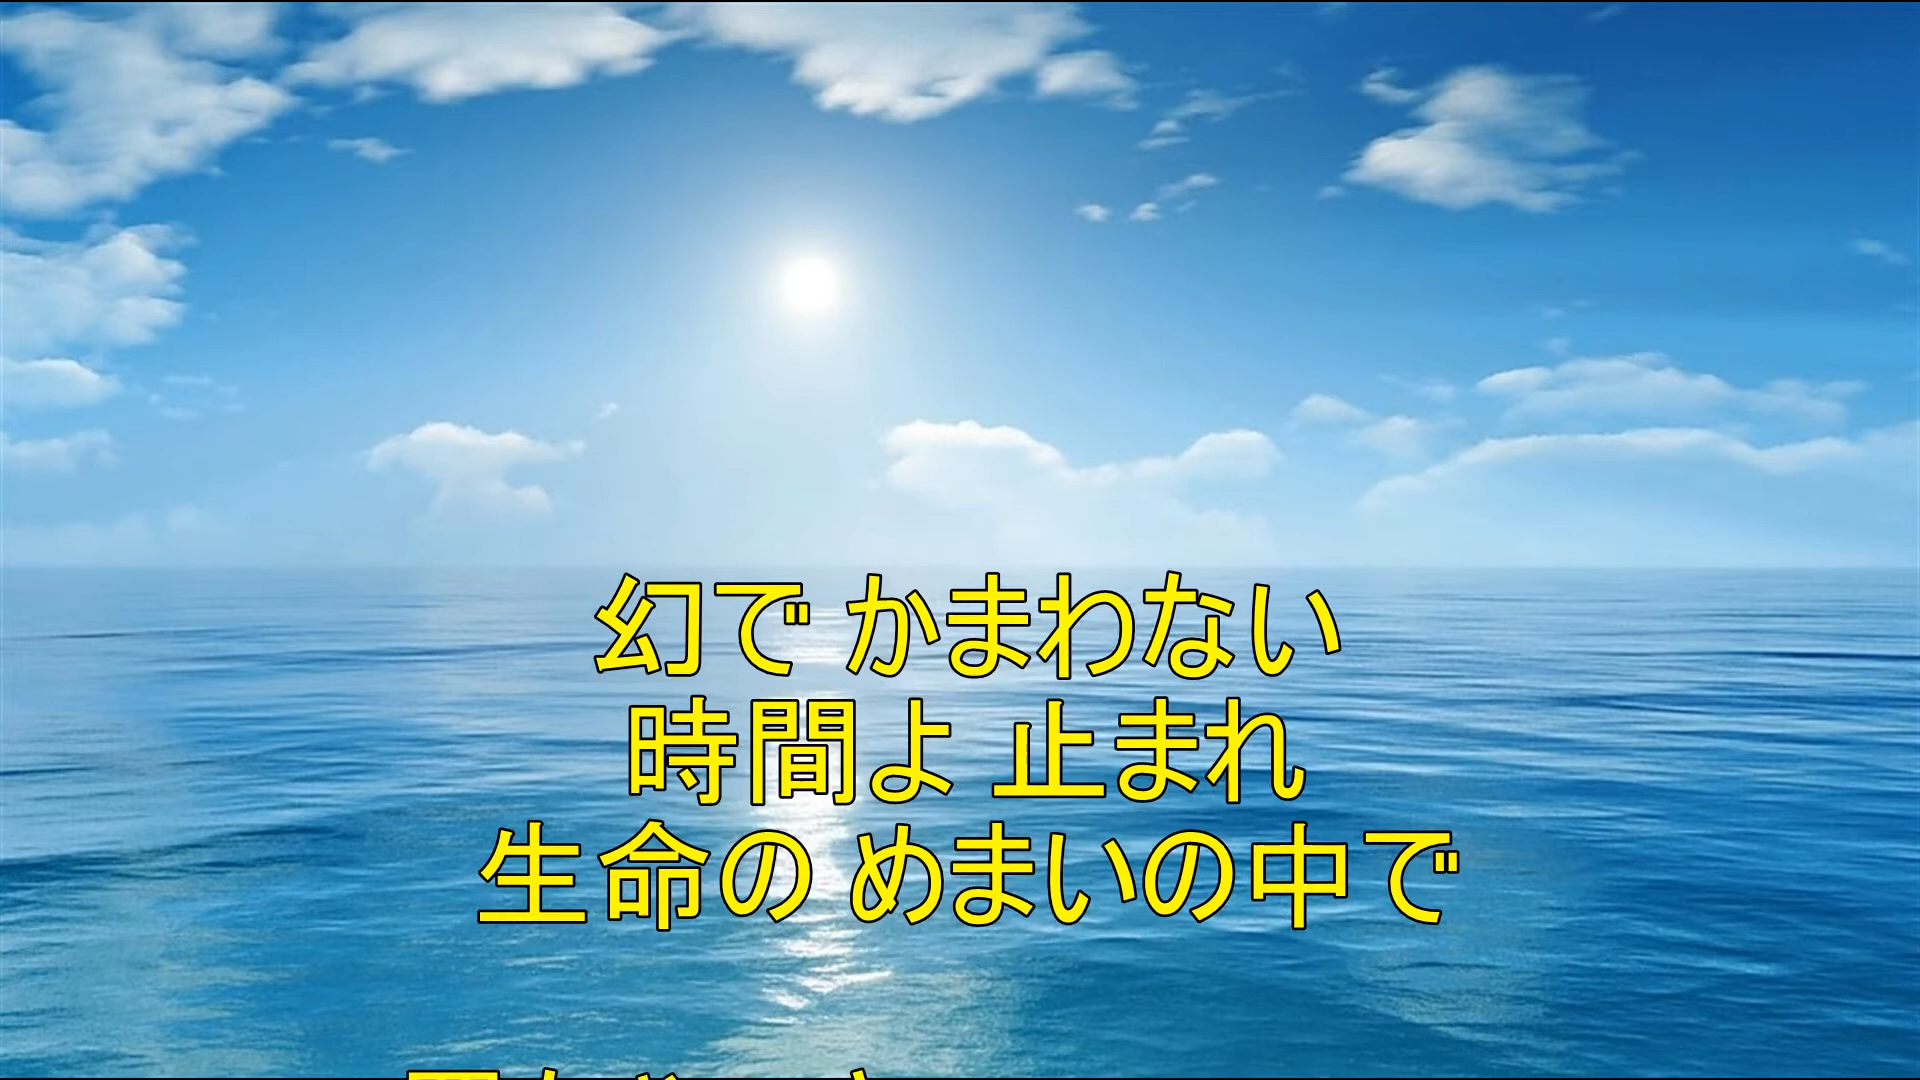 幻で かまわない
時間よ 止まれ
生命の めまいの中で